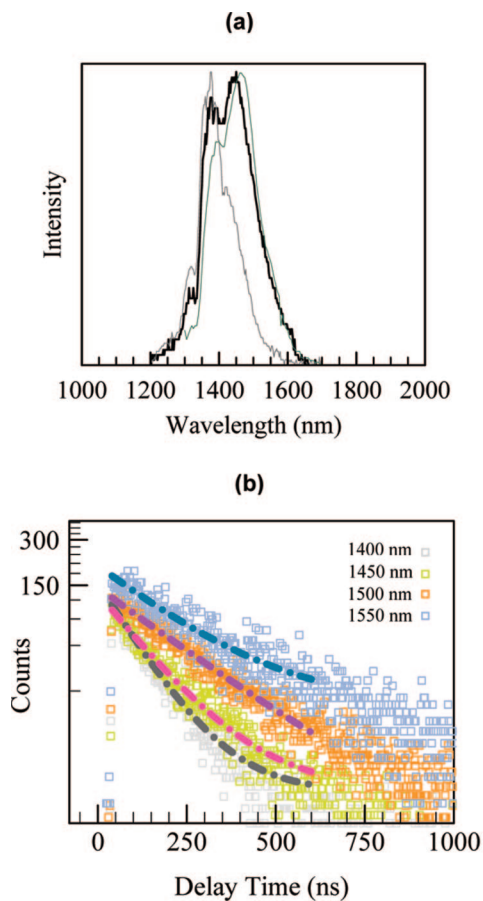 (a)
Intensity
1000 1200 1400 1600 1800 2000
Wavelength (nm)
(b)
300
150
Counts
1400 nm
1450 nm
1500 nm
1550 nm
0 250 500 750 1000
Delay Time (ns)